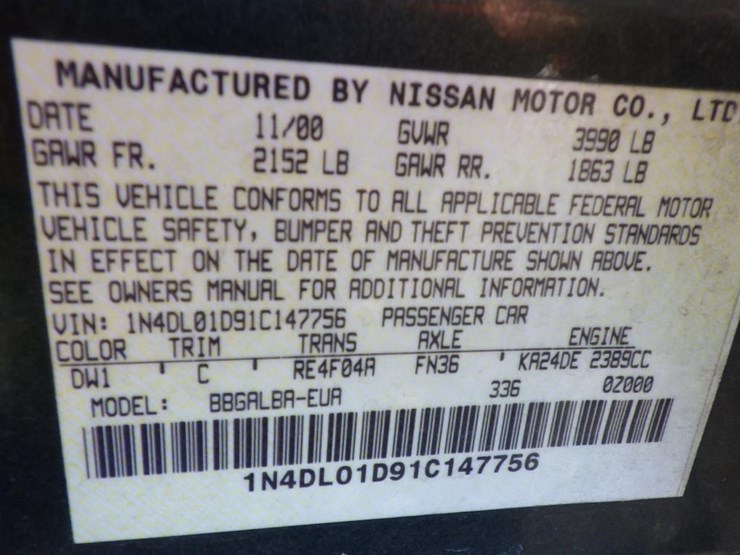 MANUFACTURED BY NISSAN MOTOR CO., LTD
DATE 11/00 GVWR 3990 LB
GAWR FR. 2152 LB GAWR RR. 1863 LB
THIS VEHICLE CONFORMS TO ALL APPLICABLE FEDERAL MOTOR
VEHICLE SAFETY, BUMPER AND THEFT PREVENTION STANDARDS
IN EFFECT ON THE DATE OF MANUFACTURE SHOWN ABOVE.
SEE OWNERS MANUAL FOR ADDITIONAL INFORMATION.
VIN: 1N4DL01D91C147756 PASSENGER CAR
COLOR TRIM TRANS AXLE ENGINE
DW1 ' C ' RE4F04A FN36 ' KA24DE 2389CC
MODEL: BBGALBA-EUA 336 0Z000
1N4DL01D91C147756